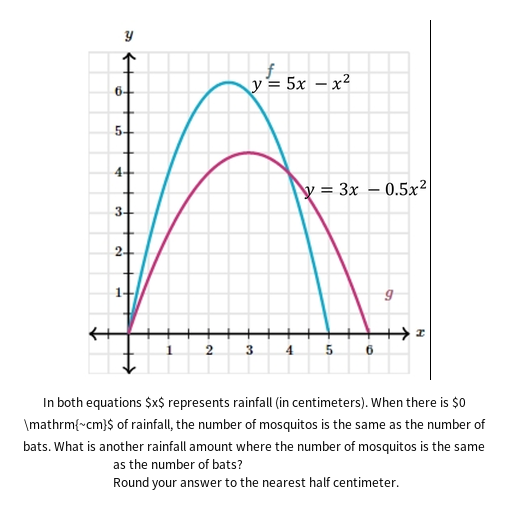 y
f
y = 5x − x²
6
5
4
y = 3x − 0.5x²
3
2
1
g
x
1 2 3 4 5 6
In both equations $x$ represents rainfall (in centimeters). When there is $0
\mathrm{~cm}$ of rainfall, the number of mosquitos is the same as the number of
bats. What is another rainfall amount where the number of mosquitos is the same
as the number of bats?
Round your answer to the nearest half centimeter.